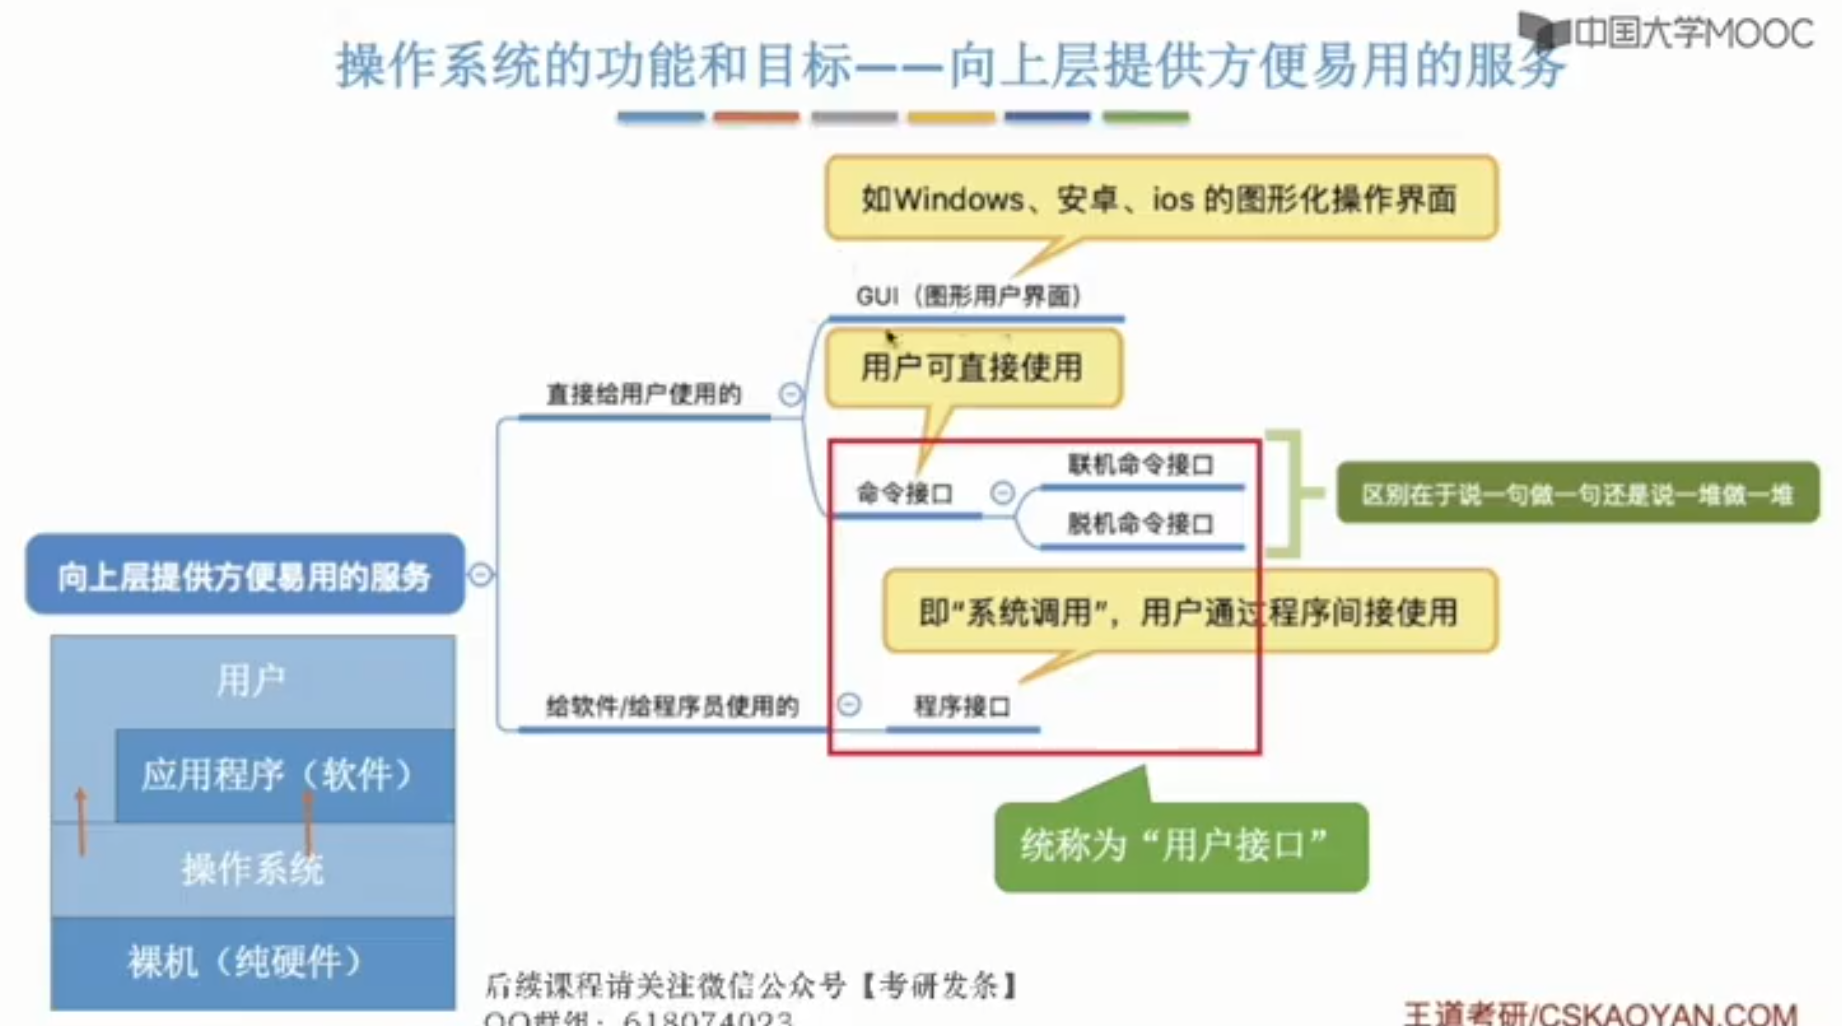 中国大学MOOC
操作系统的功能和目标——向上层提供方便易用的服务
如Windows、安卓、ios 的图形化操作界面
GUI（图形用户界面）
用户可直接使用
直接给用户使用的
联机命令接口
命令接口
脱机命令接口
区别在于说一句做一句还是说一堆做一堆
向上层提供方便易用的服务
即“系统调用”，用户通过程序间接使用
给软件/给程序员使用的
程序接口
统称为“用户接口”
用户
应用程序（软件）
操作系统
裸机（纯硬件）
后续课程请关注微信公众号【考研发条】
QQ群组：618074023
王道考研/CSKAOYAN.COM